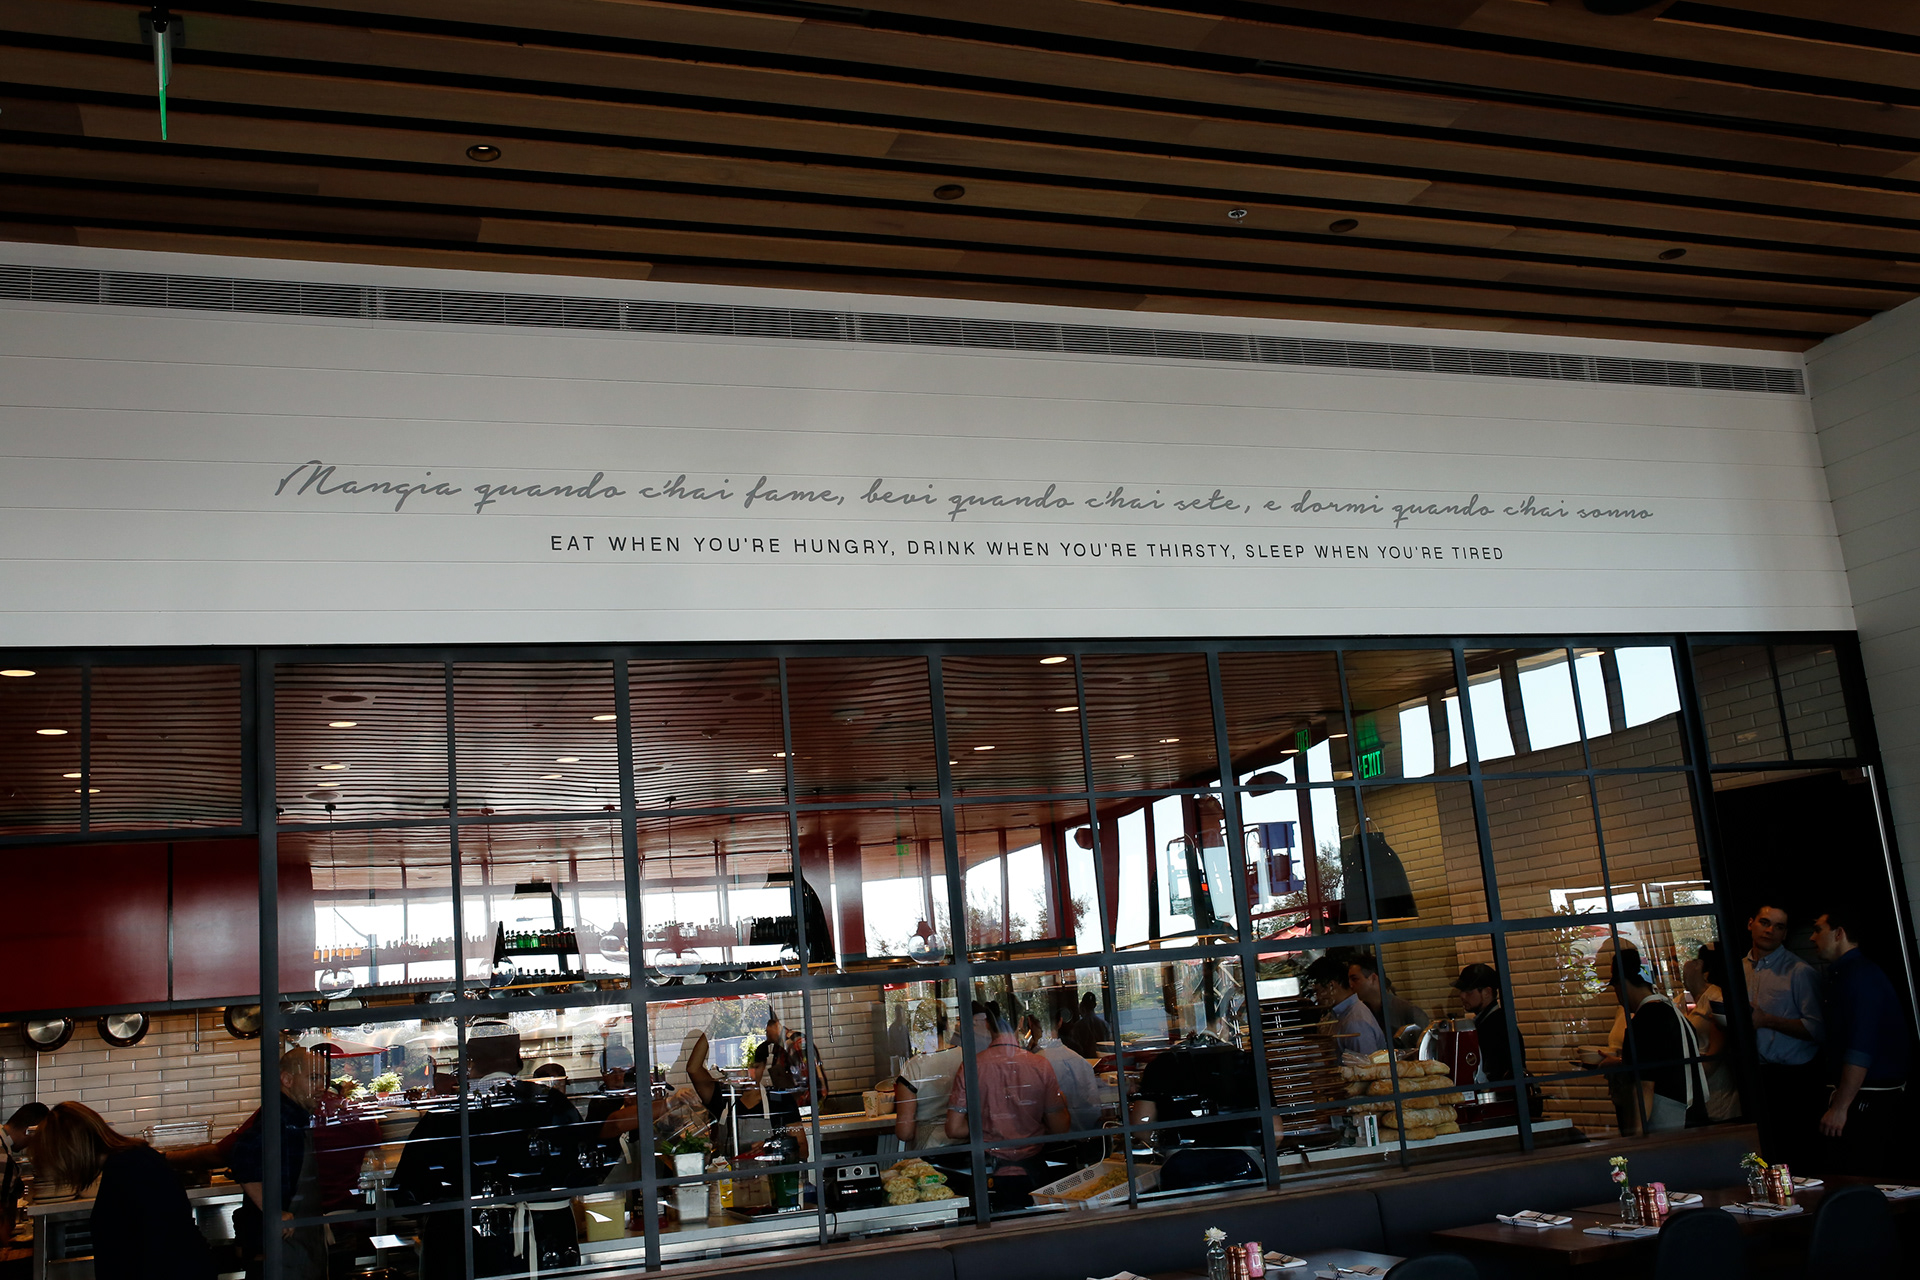 Mangia quando c'hai fame, bevi quando c'hai sete, e dormi quando c'hai sonno
EAT WHEN YOU'RE HUNGRY, DRINK WHEN YOU'RE THIRSTY, SLEEP WHEN YOU'RE TIRED
EXIT